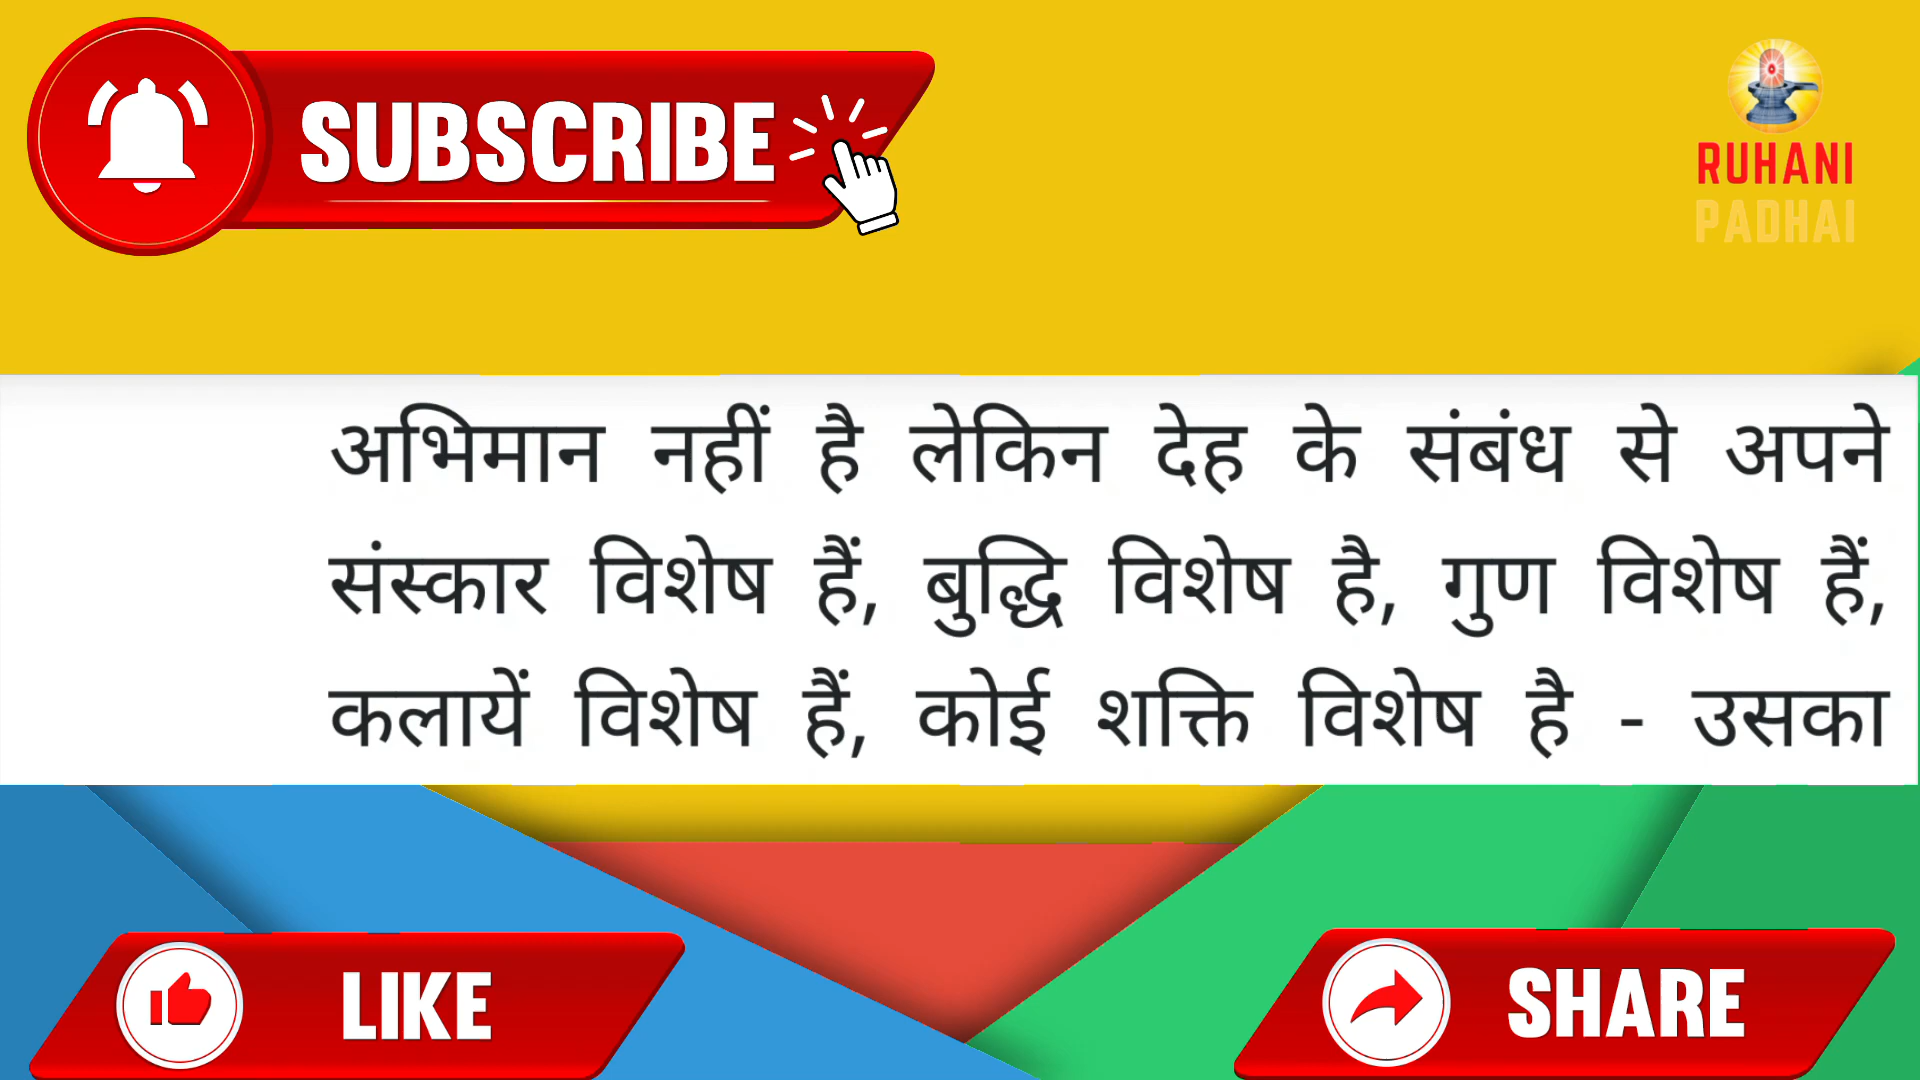 SUBSCRIBE
RUHANI
PADHAI
अभिमान नहीं है लेकिन देह के संबंध से अपने
संस्कार विशेष हैं, बुद्धि विशेष है, गुण विशेष हैं,
कलायें विशेष हैं, कोई शक्ति विशेष है - उसका
LIKE
SHARE